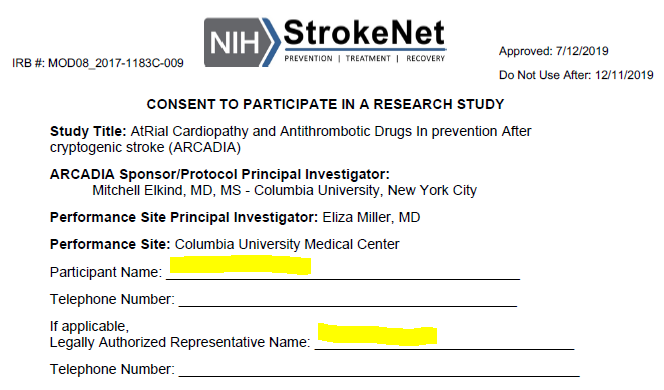 IRB #: MOD08_2017-1183C-009
NIH StrokeNet
PREVENTION | TREATMENT | RECOVERY
Approved: 7/12/2019
Do Not Use After: 12/11/2019
CONSENT TO PARTICIPATE IN A RESEARCH STUDY
Study Title: AtRial Cardiopathy and Antithrombotic Drugs In prevention After
cryptogenic stroke (ARCADIA)
ARCADIA Sponsor/Protocol Principal Investigator:
Mitchell Elkind, MD, MS - Columbia University, New York City
Performance Site Principal Investigator: Eliza Miller, MD
Performance Site: Columbia University Medical Center
Participant Name:
Telephone Number:
If applicable,
Legally Authorized Representative Name:
Telephone Number: